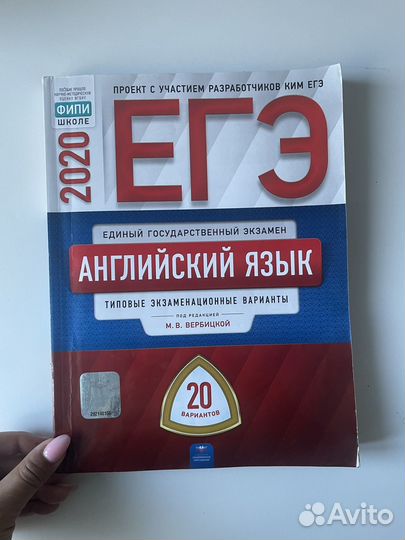 ПРОЕКТ С УЧАСТИЕМ РАЗРАБОТЧИКОВ КИМ ЕГЭ
ФИПИ
ШКОЛЕ
2020
ЕГЭ
ЕДИНЫЙ ГОСУДАРСТВЕННЫЙ ЭКЗАМЕН
АНГЛИЙСКИЙ ЯЗЫК
ТИПОВЫЕ ЭКЗАМЕНАЦИОННЫЕ ВАРИАНТЫ
ПОД РЕДАКЦИЕЙ
М. В. ВЕРБИЦКОЙ
20
ВАРИАНТОВ
Avito